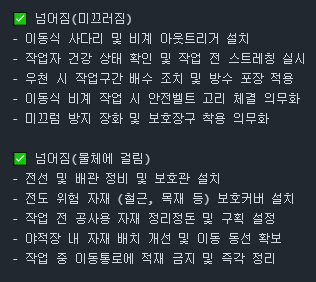 ✅ 넘어짐(미끄러짐)
- 이동식 사다리 및 비계 아웃트리거 설치
- 작업자 건강 상태 확인 및 작업 전 스트레칭 실시
- 우천 시 작업구간 배수 조치 및 방수 포장 적용
- 이동식 비계 작업 시 안전벨트 고리 체결 의무화
- 미끄럼 방지 장화 및 보호장구 착용 의무화

✅ 넘어짐(물체에 걸림)
- 전선 및 배관 정비 및 보호관 설치
- 전도 위험 자재 (철근, 목재 등) 보호커버 설치
- 작업 전 공사용 자재 정리정돈 및 구획 설정
- 야적장 내 자재 배치 개선 및 이동 동선 확보
- 작업 중 이동통로에 적재 금지 및 즉각 정리